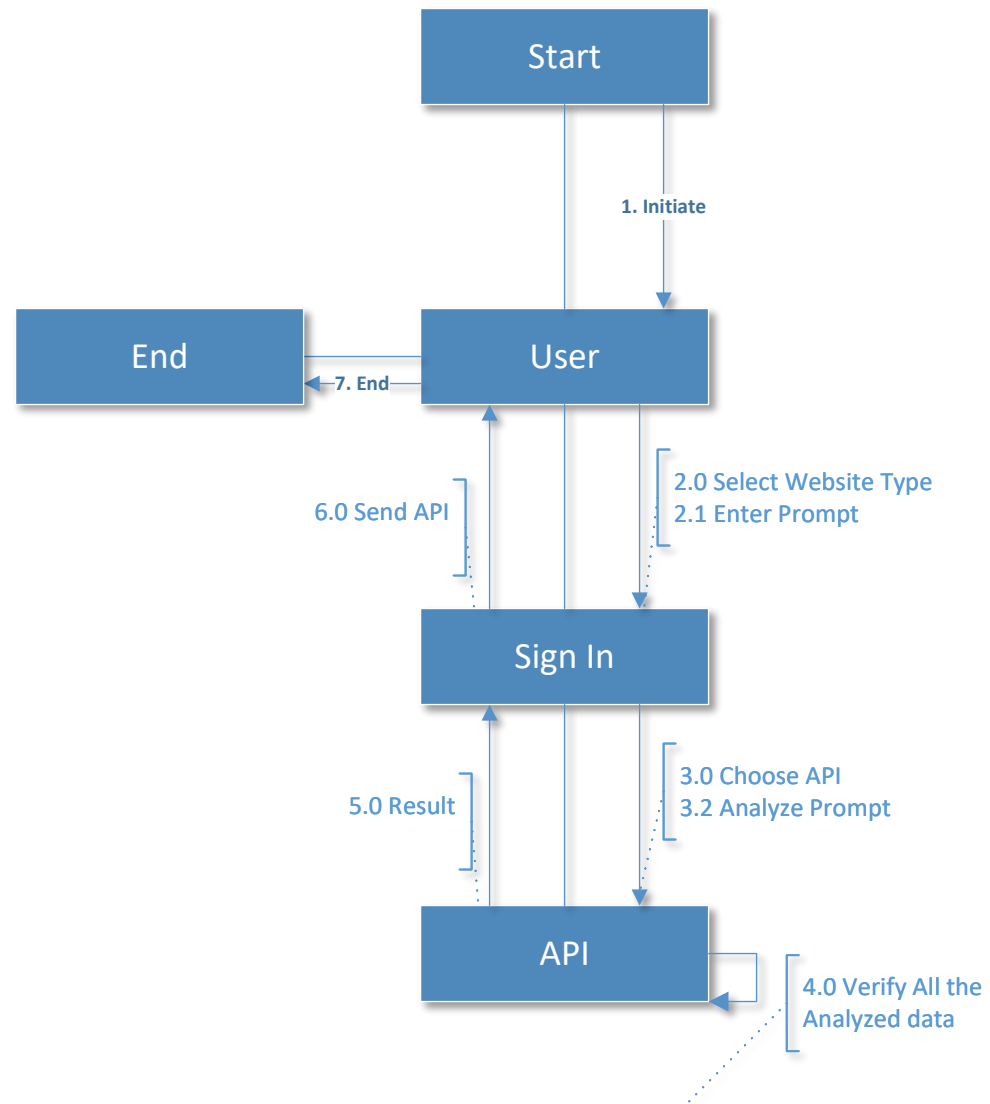 Start
1. Initiate
End
User
7. End
2.0 Select Website Type
2.1 Enter Prompt
6.0 Send API
Sign In
3.0 Choose API
3.2 Analyze Prompt
5.0 Result
API
4.0 Verify All the
Analyzed data